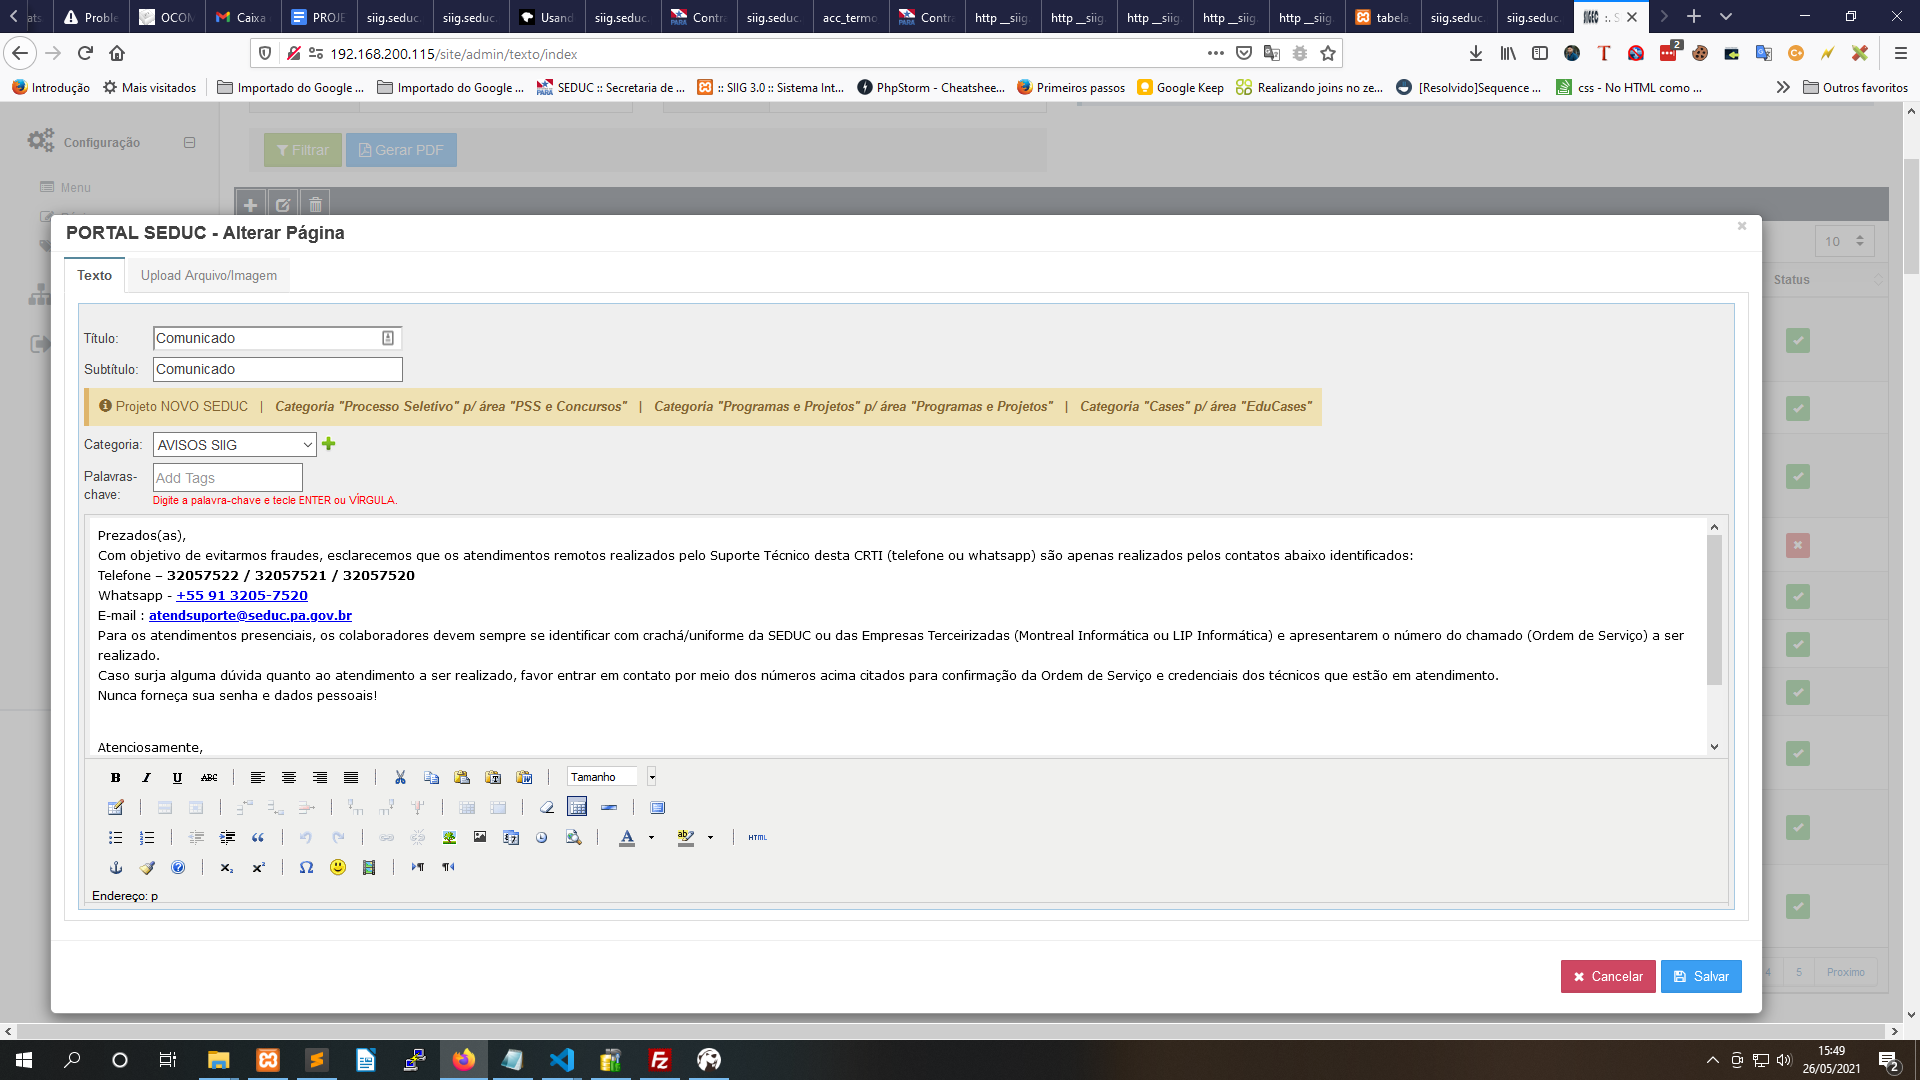 Proble
OCOM
Caixa
PROJE
siig.seduc.
siig.seduc.
Usand
siig.seduc.
Contra
siig.seduc.
acc_termo
Contra
http __siig.
http __siig.
http __siig.
http __siig.
http __siig.
tabela
siig.seduc.
siig.seduc.
:. S
192.168.200.115/site/admin/texto/index
2
Introdução
Mais visitados
Importado do Google ...
Importado do Google ...
SEDUC :: Secretaria de ...
:: SIIG 3.0 :: Sistema Int...
PhpStorm - Cheatshee...
Primeiros passos
Google Keep
Realizando joins no ze...
[Resolvido]Sequence ...
css - No HTML como ...
Outros favoritos
Configuração
Filtrar
Gerar PDF
Menu
PORTAL SEDUC - Alterar Página
10
Texto
Upload Arquivo/Imagem
Status
Título:
Comunicado
Subtítulo:
Comunicado
Projeto NOVO SEDUC | Categoria "Processo Seletivo" p/ área "PSS e Concursos" | Categoria "Programas e Projetos" p/ área "Programas e Projetos" | Categoria "Cases" p/ área "EduCases"
Categoria:
AVISOS SIIG
Palavras-chave:
Add Tags
Digite a palavra-chave e tecle ENTER ou VÍRGULA.
Prezados(as),
Com objetivo de evitarmos fraudes, esclarecemos que os atendimentos remotos realizados pelo Suporte Técnico desta CRTI (telefone ou whatsapp) são apenas realizados pelos contatos abaixo identificados:
Telefone – 32057522 / 32057521 / 32057520
Whatsapp - +55 91 3205-7520
E-mail : atendsuporte@seduc.pa.gov.br
Para os atendimentos presenciais, os colaboradores devem sempre se identificar com crachá/uniforme da SEDUC ou das Empresas Terceirizadas (Montreal Informática ou LIP Informática) e apresentarem o número do chamado (Ordem de Serviço) a ser
realizado.
Caso surja alguma dúvida quanto ao atendimento a ser realizado, favor entrar em contato por meio dos números acima citados para confirmação da Ordem de Serviço e credenciais dos técnicos que estão em atendimento.
Nunca forneça sua senha e dados pessoais!
Atenciosamente,
B I U ABC
Tamanho
HTML
Endereço: p
Cancelar
Salvar
4
5
Proximo
15:49
26/05/2021
2